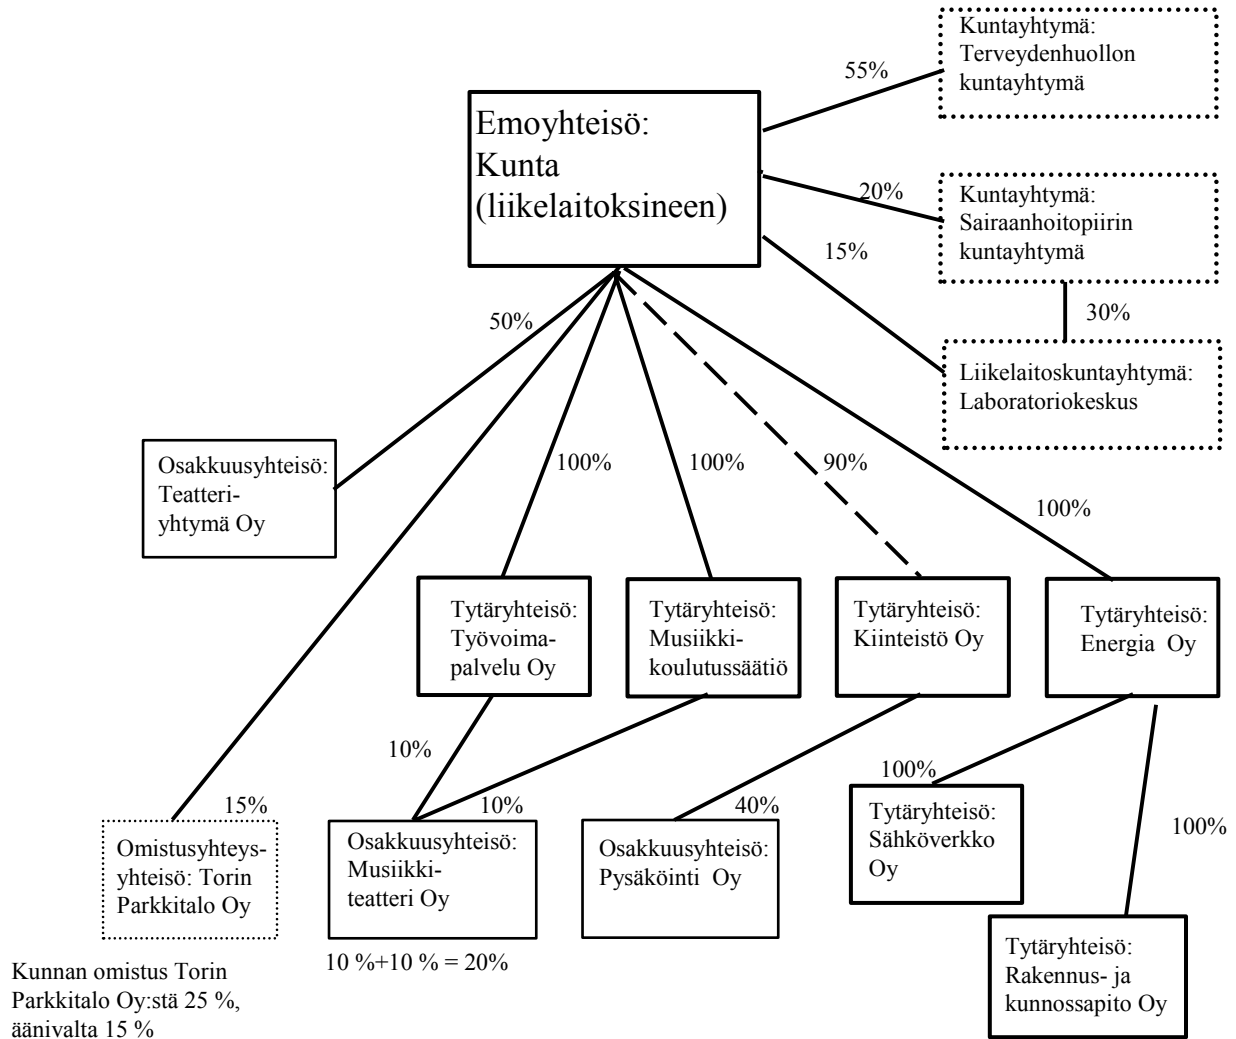 Kuntayhtymä:
Terveydenhuollon
kuntayhtymä
55%
Emoyhteisö:
Kunta
(liikelaitoksineen)
20%
Kuntayhtymä:
Sairaanhoitopiirin
kuntayhtymä
15%
30%
50%
Liikelaitoskuntayhtymä:
Laboratoriokeskus
Osakkuusyhteisö:
Teatteri-
yhtymä Oy
100%
100%
90%
100%
Tytäryhteisö:
Työvoima-
palvelu Oy
Tytäryhteisö:
Musiikki-
koulutussäätiö
Tytäryhteisö:
Kiinteistö Oy
Tytäryhteisö:
Energia Oy
10%
100%
15%
10%
40%
100%
Omistusyhteys-
yhteisö: Torin
Parkkitalo Oy
Osakkuusyhteisö:
Musiikki-
teatteri Oy
Osakkuusyhteisö:
Pysäköinti Oy
Tytäryhteisö:
Sähköverkko
Oy
Tytäryhteisö:
Rakennus- ja
kunnossapito Oy
10 %+10 % = 20%
Kunnan omistus Torin
Parkkitalo Oy:stä 25 %,
äänivalta 15 %